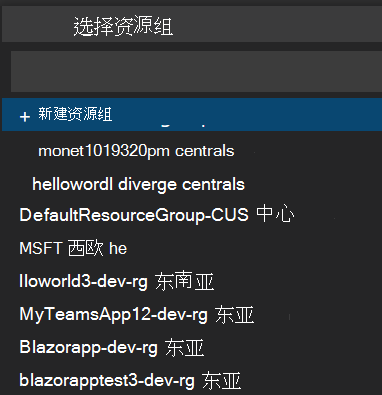 选择资源组
+ 新建资源组
monet1019320pm centrals
hellowordl diverge centrals
DefaultResourceGroup-CUS 中心
MSFT 西欧 he
lloworld3-dev-rg 东南亚
MyTeamsApp12-dev-rg 东亚
Blazorapp-dev-rg 东亚
blazorapptest3-dev-rg 东亚